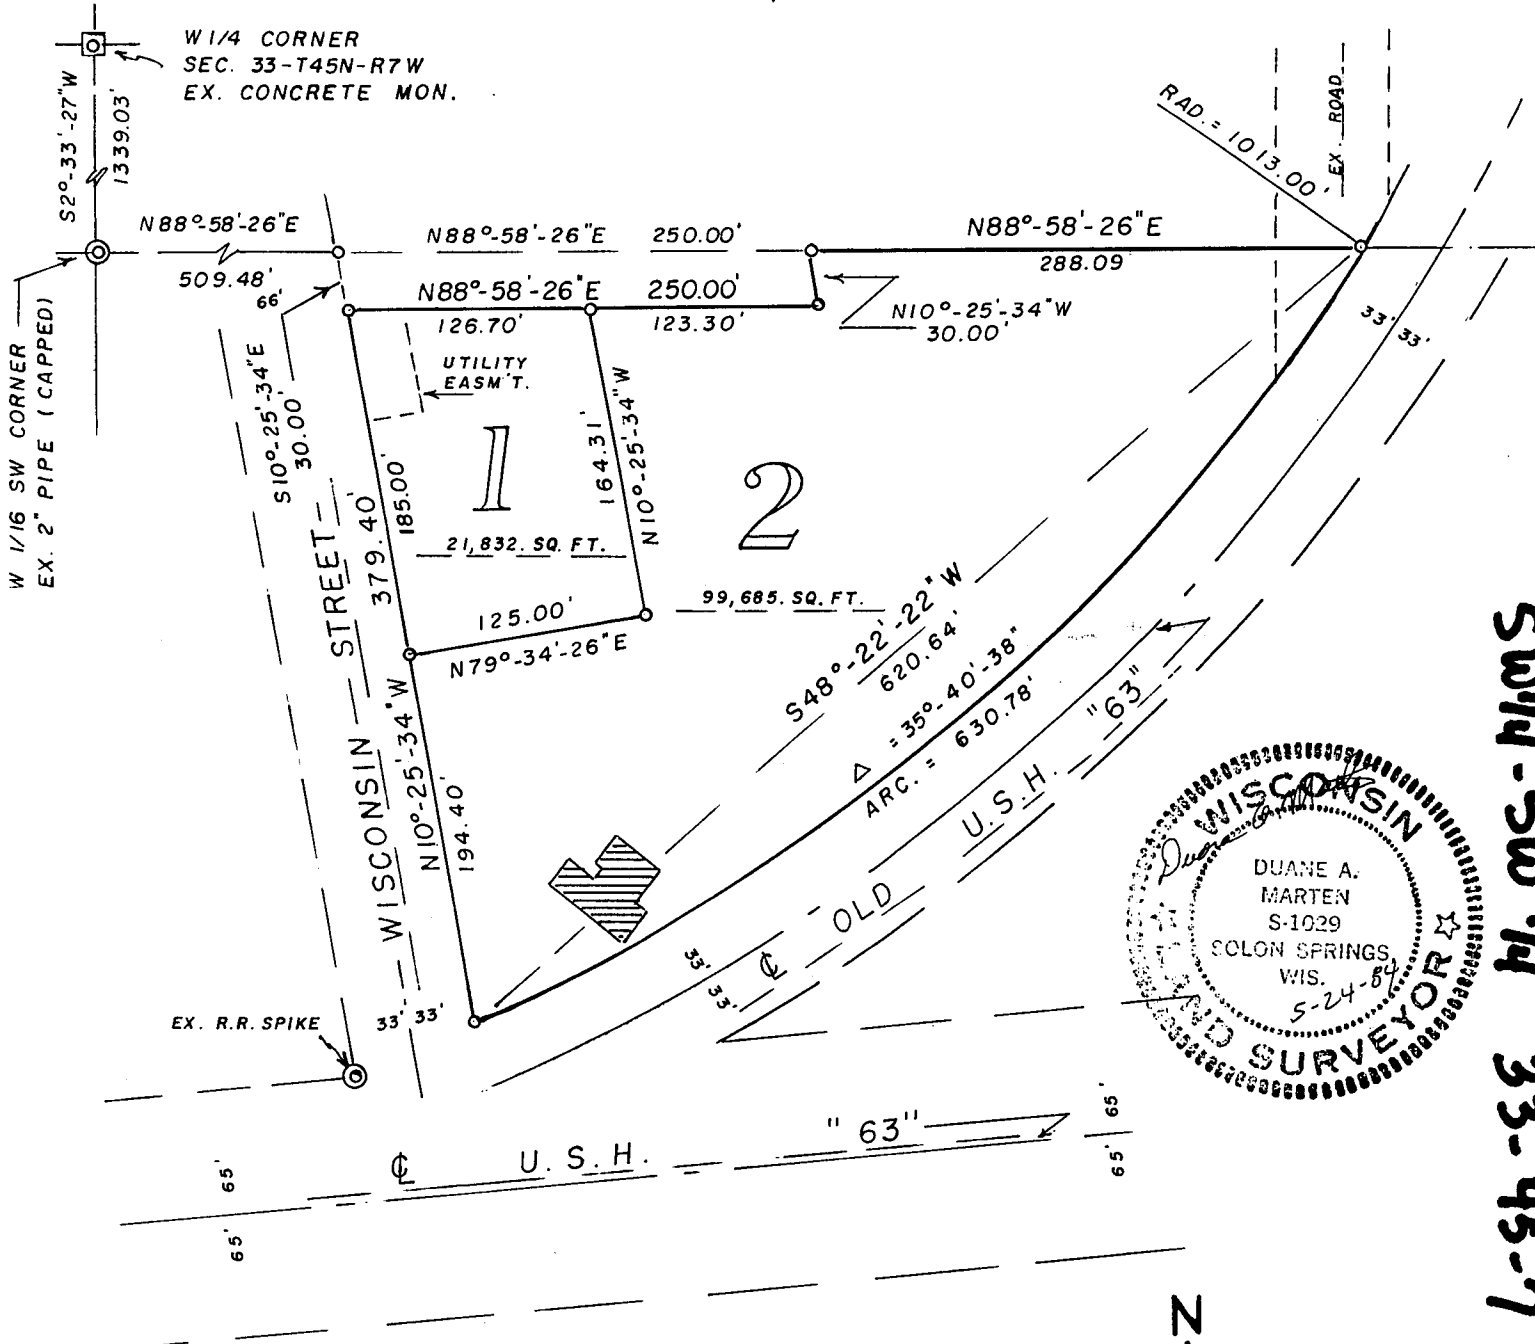 W 1/4 CORNER
SEC. 33-T45N-R7W
EX. CONCRETE MON.
S2°-33'-27"W
1339.03'
RAD. = 1013.00'
EX. ROAD
N88°-58'-26"E
509.48'
N88°-58'-26"E 250.00'
N88°-58'-26"E
288.09
66'
N88°-58'-26"E 250.00'
126.70'
123.30'
N10°-25'-34"W
30.00'
33' 33'
W 1/16 SW CORNER
EX. 2" PIPE (CAPPED)
S10°-25'-34"E
30.00'
UTILITY
EASM'T.
185.00'
379.40'
1
21,832. SQ. FT.
164.31'
N10°-25'-34"W
2
99,685. SQ. FT.
125.00'
N79°-34'-26"E
WISCONSIN STREET
N10°-25'-34"W
194.40'
S48°-22'-22"W
620.64'
Δ = 35°-40'-38"
ARC. = 630.78'
℄ OLD U.S.H. "63"
33' 33'
33' 33'
EX. R.R. SPIKE
WISCONSIN
DUANE A.
MARTEN
S-1029
SOLON SPRINGS,
WIS.
5-24-84
LAND SURVEYOR
℄ U.S.H. "63"
65'
65'
65'
65'
N
SW1/4-SW1/4 33-45-7